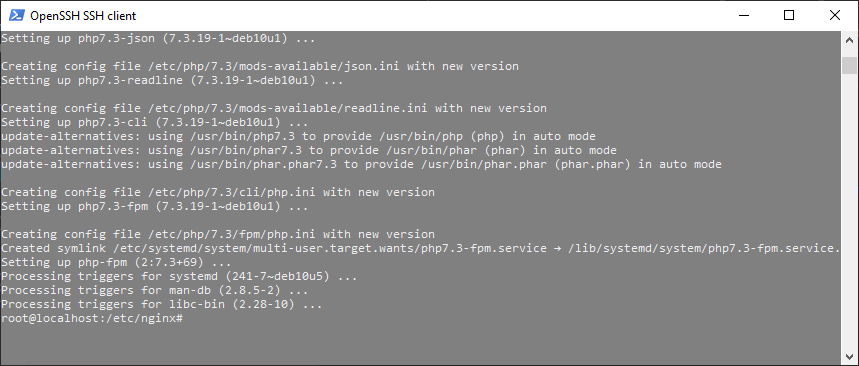 OpenSSH SSH client
Setting up php7.3-json (7.3.19-1~deb10u1) ...
Creating config file /etc/php/7.3/mods-available/json.ini with new version
Setting up php7.3-readline (7.3.19-1~deb10u1) ...
Creating config file /etc/php/7.3/mods-available/readline.ini with new version
Setting up php7.3-cli (7.3.19-1~deb10u1) ...
update-alternatives: using /usr/bin/php7.3 to provide /usr/bin/php (php) in auto mode
update-alternatives: using /usr/bin/phar7.3 to provide /usr/bin/phar (phar) in auto mode
update-alternatives: using /usr/bin/phar.phar7.3 to provide /usr/bin/phar.phar (phar.phar) in auto mode
Creating config file /etc/php/7.3/cli/php.ini with new version
Setting up php7.3-fpm (7.3.19-1~deb10u1) ...
Creating config file /etc/php/7.3/fpm/php.ini with new version
Created symlink /etc/systemd/system/multi-user.target.wants/php7.3-fpm.service → /lib/systemd/system/php7.3-fpm.service.
Setting up php-fpm (2:7.3+69) ...
Processing triggers for systemd (241-7~deb10u5) ...
Processing triggers for man-db (2.8.5-2) ...
Processing triggers for libc-bin (2.28-10) ...
root@localhost:/etc/nginx#